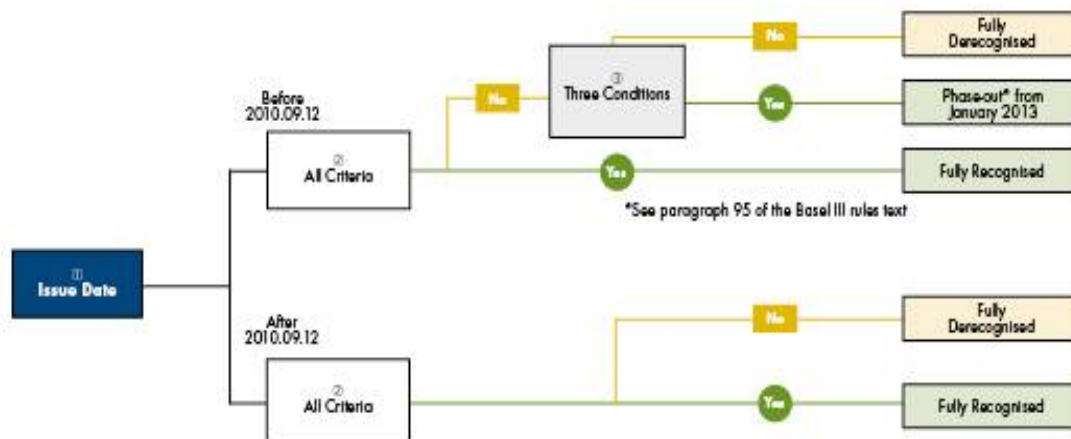 No
Fully
Derecognised
③
Three Conditions
No
Yes
Phase-out* from
January 2013
Before
2010.09.12
②
All Criteria
Yes
Fully Recognised
*See paragraph 95 of the Basel III rules text
①
Issue Date
After
2010.09.12
No
Fully
Derecognised
②
All Criteria
Yes
Fully Recognised